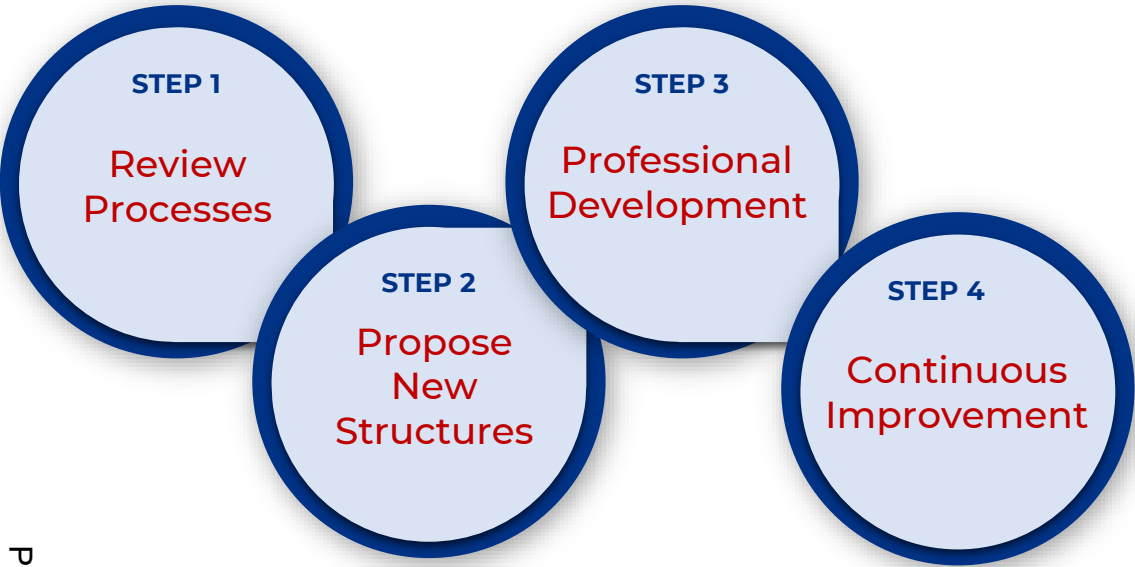 STEP 1
Review
Processes
STEP 2
Propose
New
Structures
STEP 3
Professional
Development
STEP 4
Continuous
Improvement
P